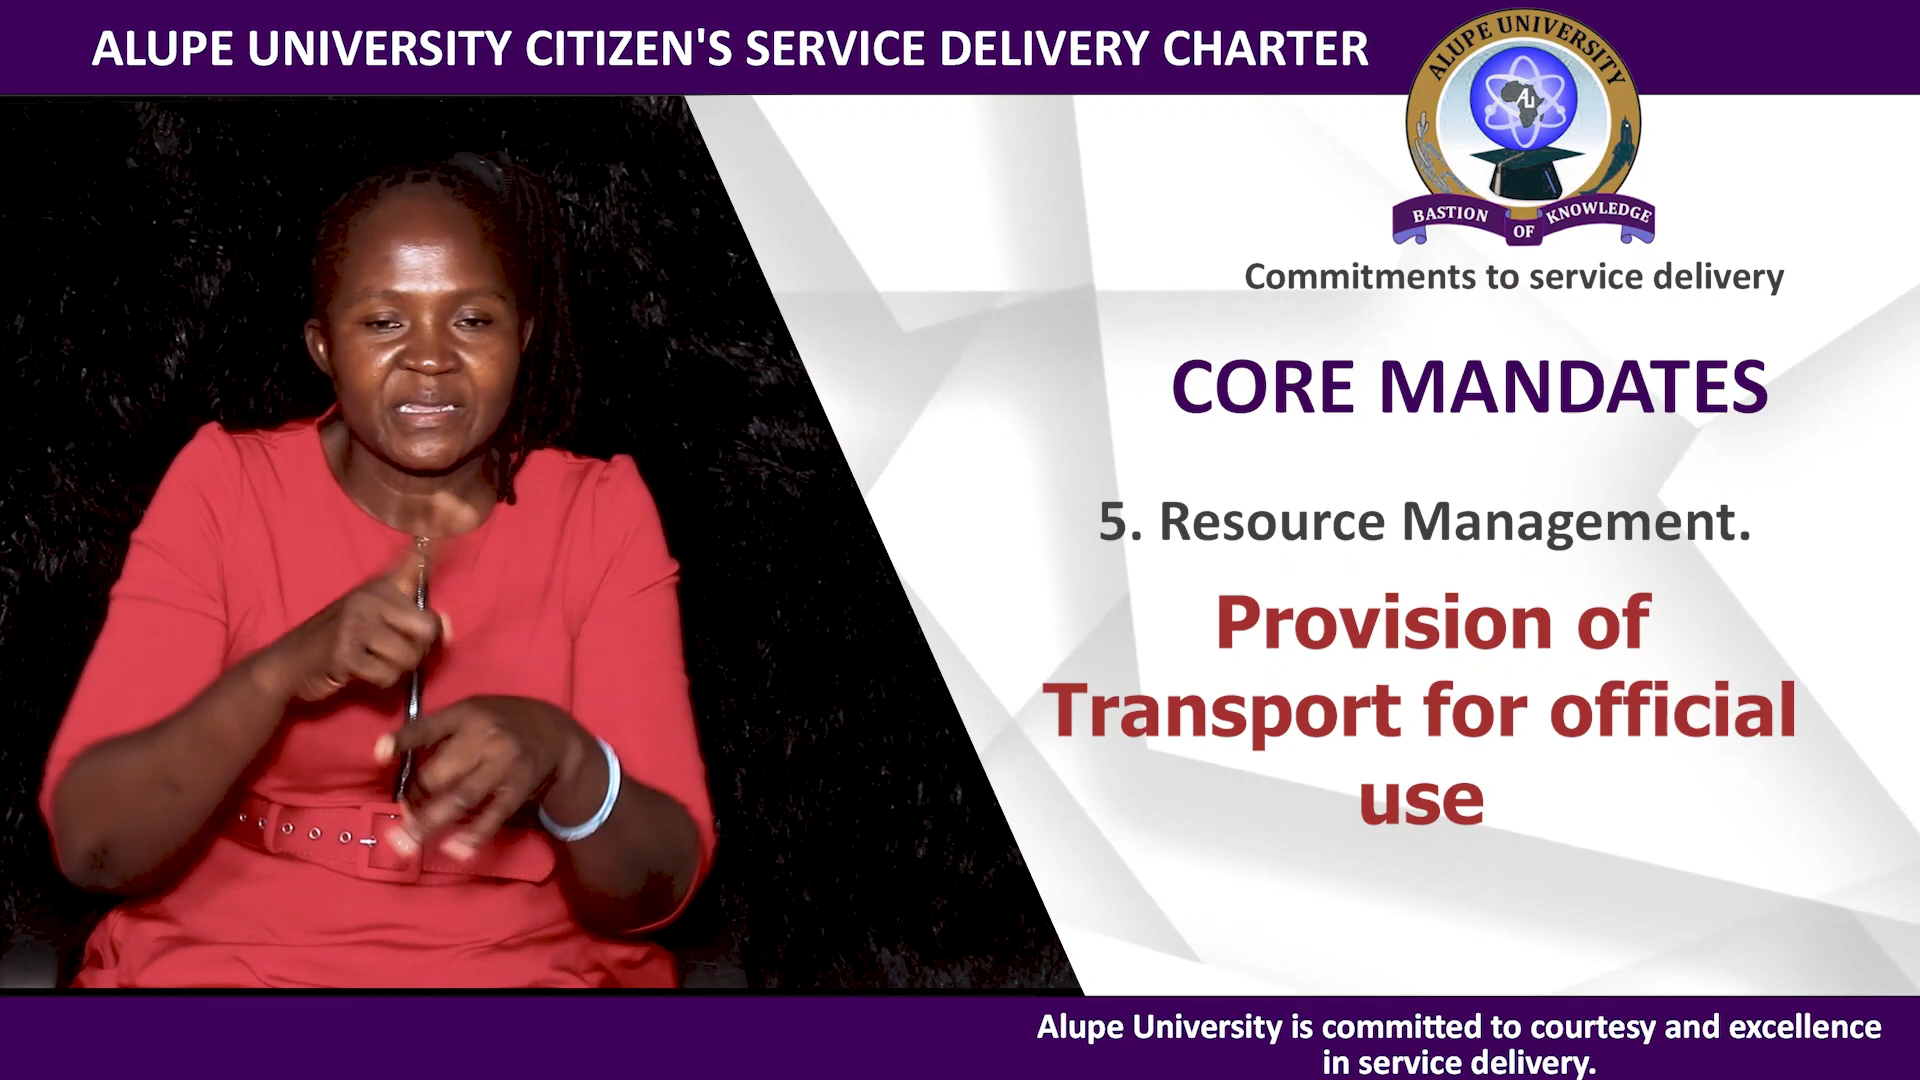 ALUPE UNIVERSITY CITIZEN'S SERVICE DELIVERY CHARTER
ALUPE UNIVERSITY
AU
BASTION OF KNOWLEDGE
Commitments to service delivery
CORE MANDATES
5. Resource Management.
Provision of
Transport for official
use
Alupe University is committed to courtesy and excellence
in service delivery.